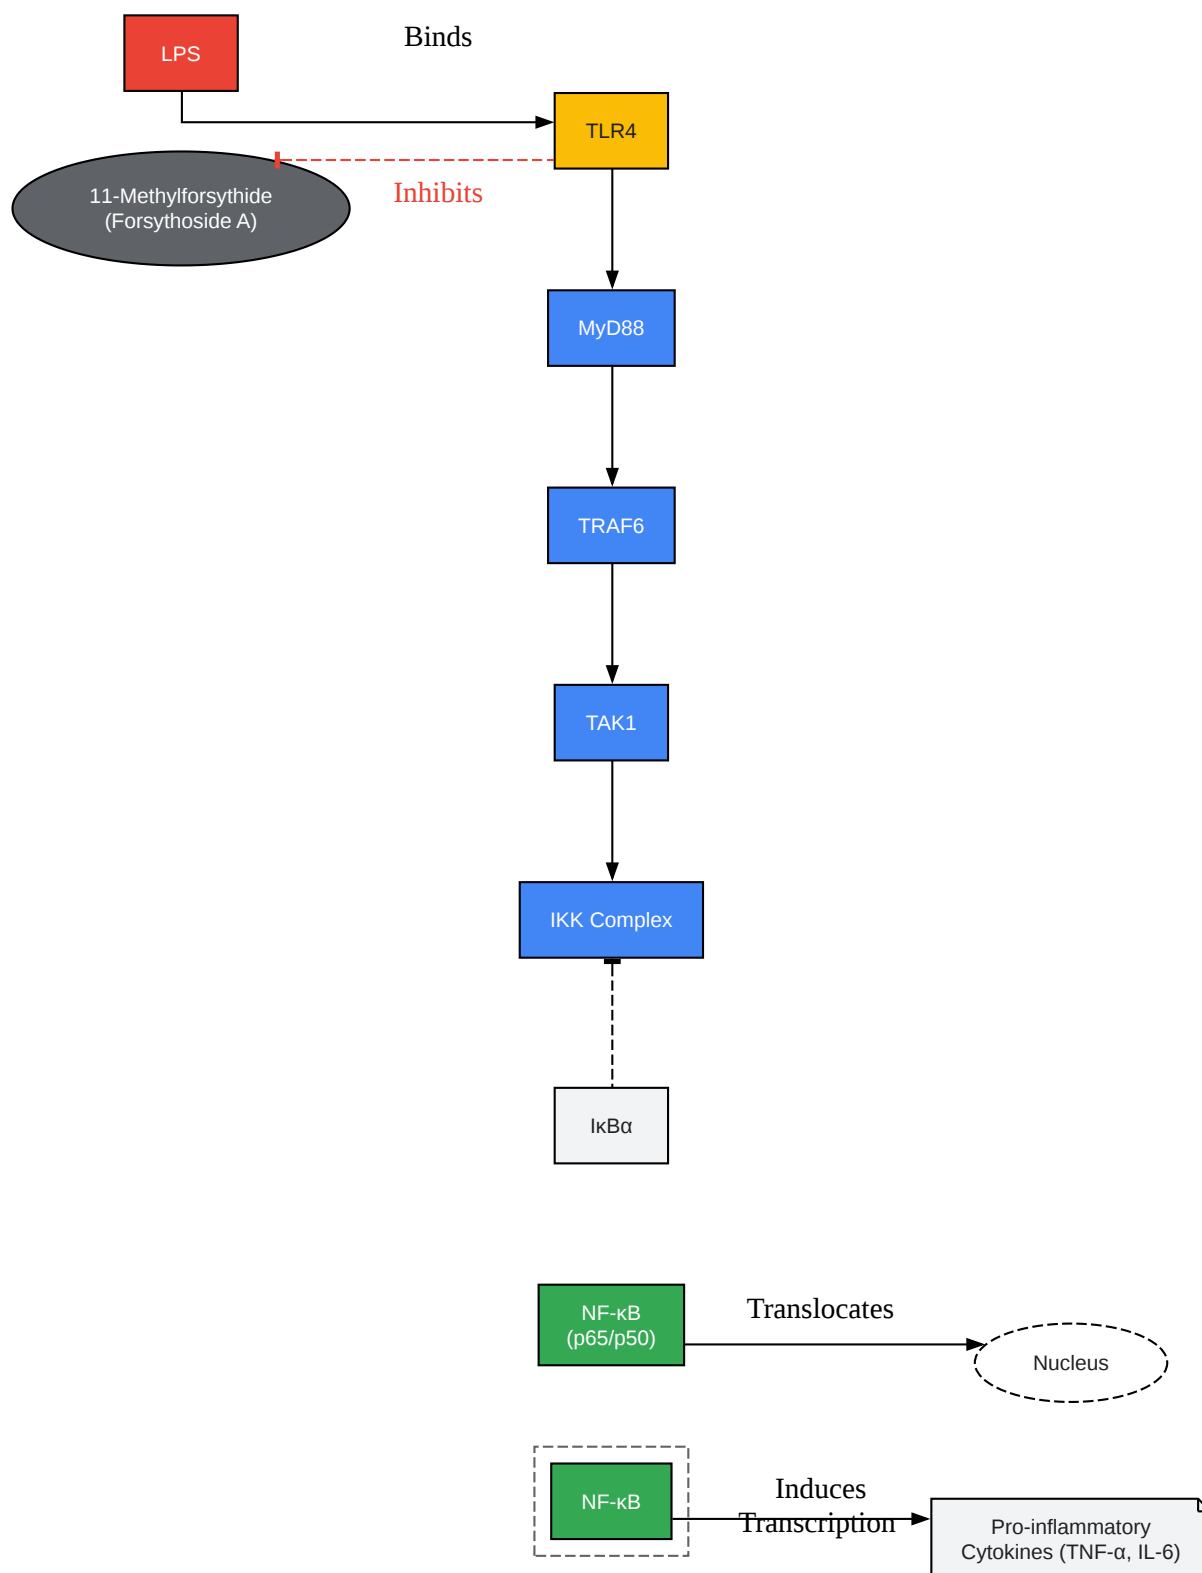 LPS
Binds
TLR4
11-Methylforsythide
(Forsythoside A)
Inhibits
MyD88
TRAF6
TAK1
IKK Complex
IκBα
NF-κB
(p65/p50)
Translocates
Nucleus
NF-κB
Induces
Transcription
Pro-inflammatory
Cytokines (TNF-α, IL-6)